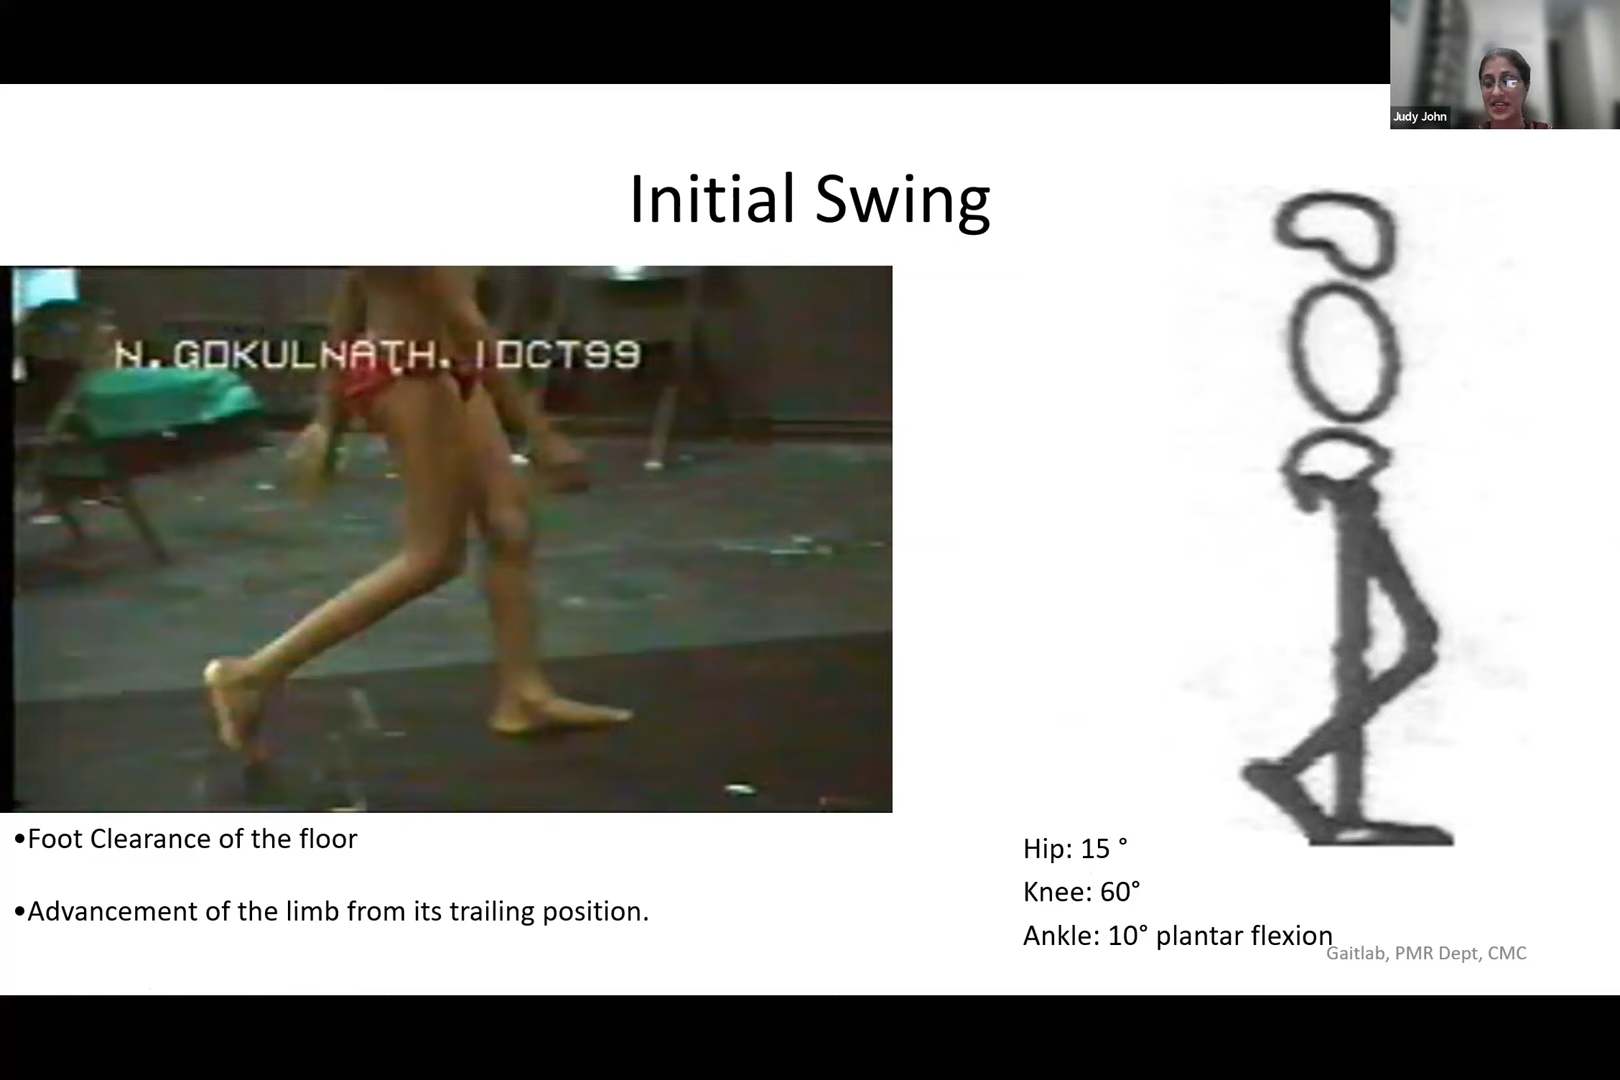 Judy John
Initial Swing
N. GOKULNATH. 1OCT99
•Foot Clearance of the floor
•Advancement of the limb from its trailing position.
Hip: 15 °
Knee: 60°
Ankle: 10° plantar flexion
Gaitlab, PMR Dept, CMC